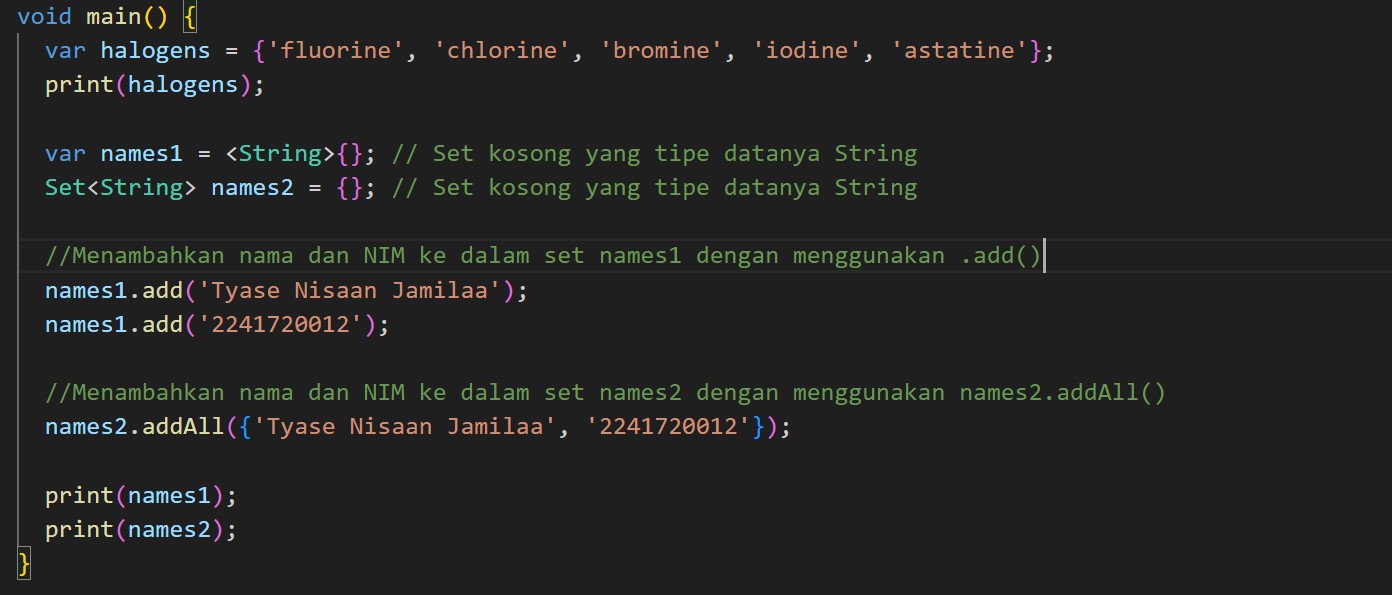 void main() {
  var halogens = {'fluorine', 'chlorine', 'bromine', 'iodine', 'astatine'};
  print(halogens);

  var names1 = <String>{}; // Set kosong yang tipe datanya String
  Set<String> names2 = {}; // Set kosong yang tipe datanya String

  //Menambahkan nama dan NIM ke dalam set names1 dengan menggunakan .add()
  names1.add('Tyase Nisaan Jamilaa');
  names1.add('2241720012');

  //Menambahkan nama dan NIM ke dalam set names2 dengan menggunakan names2.addAll()
  names2.addAll({'Tyase Nisaan Jamilaa', '2241720012'});

  print(names1);
  print(names2);
}